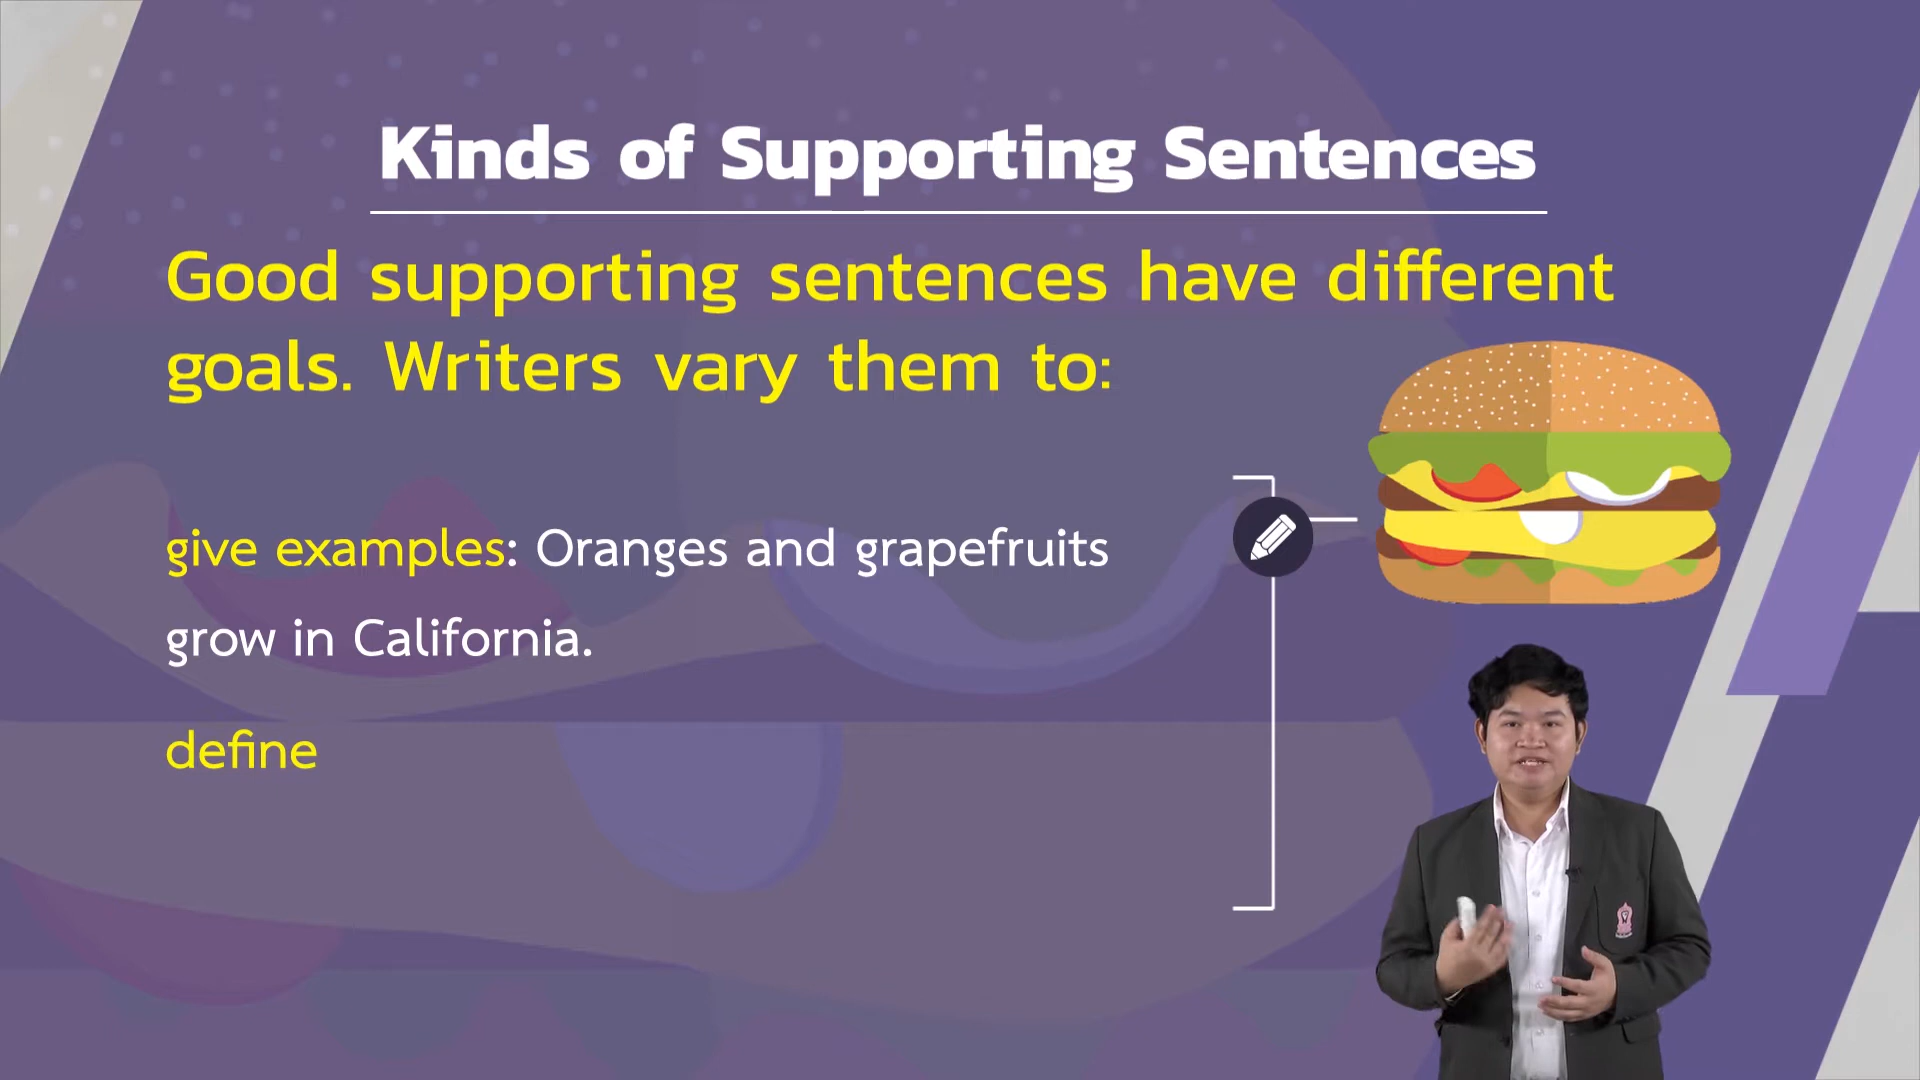 Kinds of Supporting Sentences
Good supporting sentences have different
goals. Writers vary them to:
give examples: Oranges and grapefruits
grow in California.
define